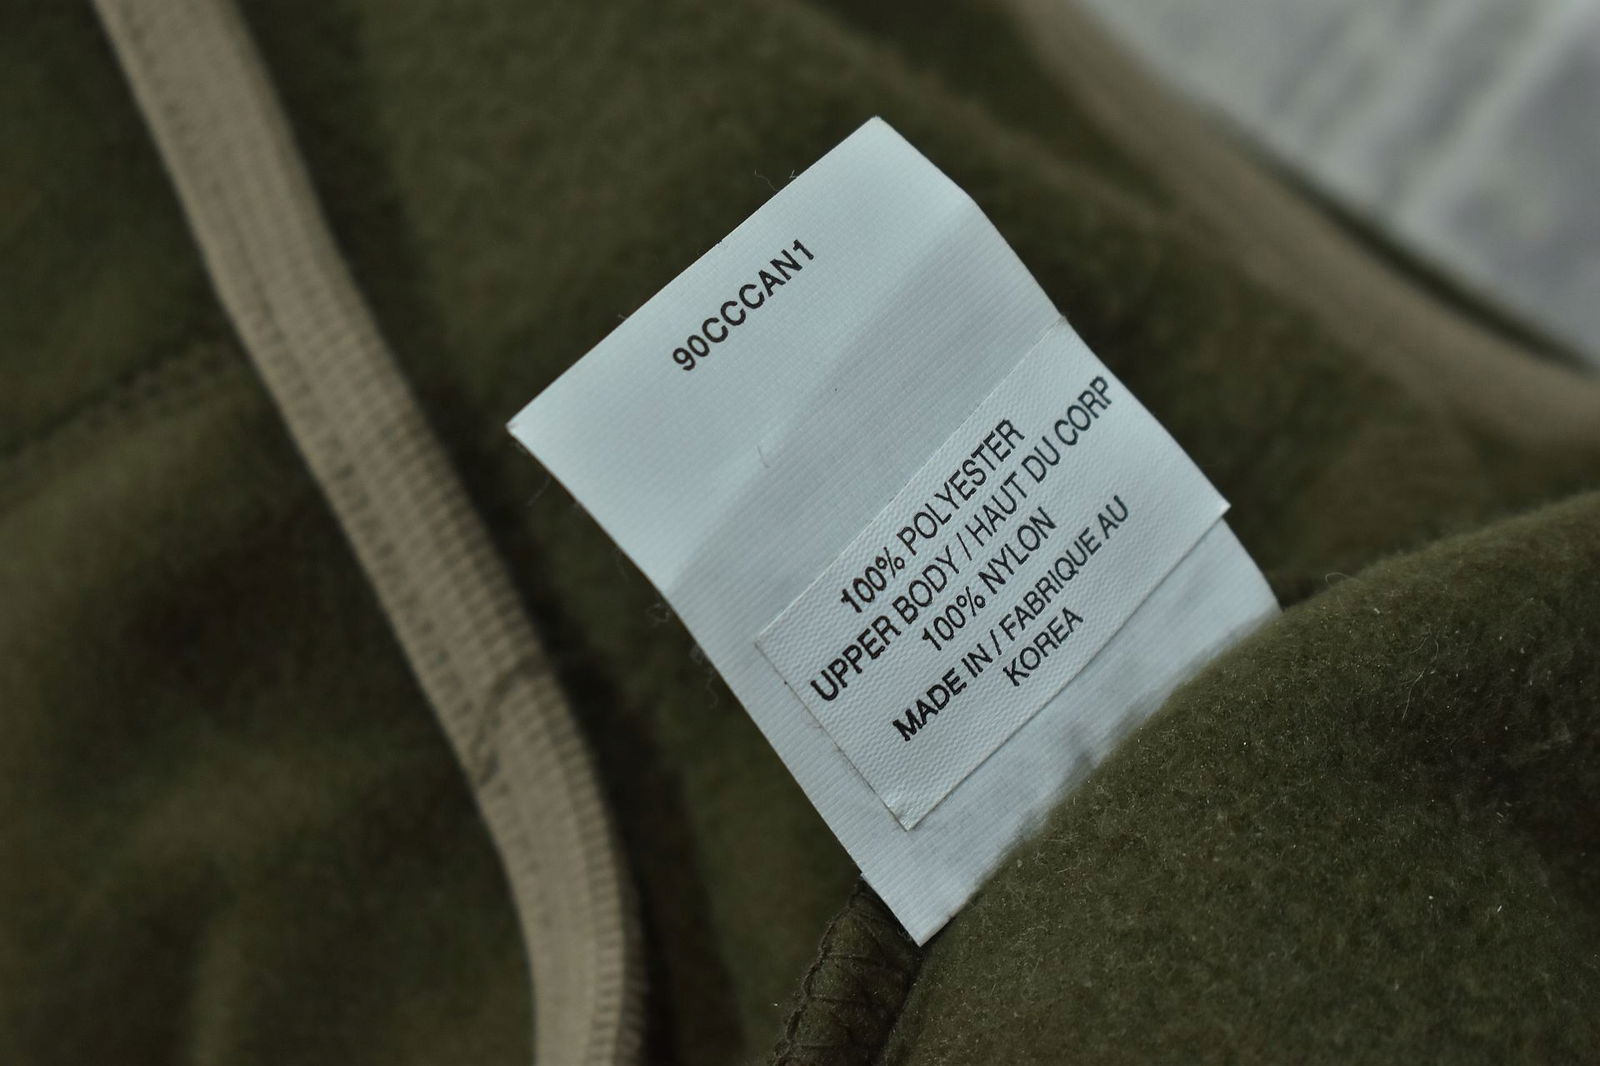 90CCCAN1
100% POLYESTER
UPPER BODY / HAUT DU CORP
100% NYLON
MADE IN / FABRIQUE AU
KOREA